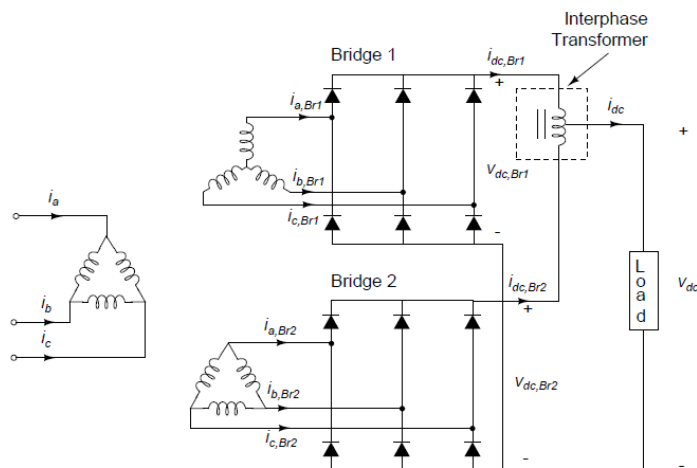 Interphase
Transformer
Bridge 1
i_dc,Br1
+
i_a,Br1
i_dc
+
V_dc,Br1
i_b,Br1
i_c,Br1
-
i_a
Bridge 2
i_dc,Br2
+
Load
V_dc
i_b
i_a,Br2
i_c
i_b,Br2
V_dc,Br2
i_c,Br2
-
-